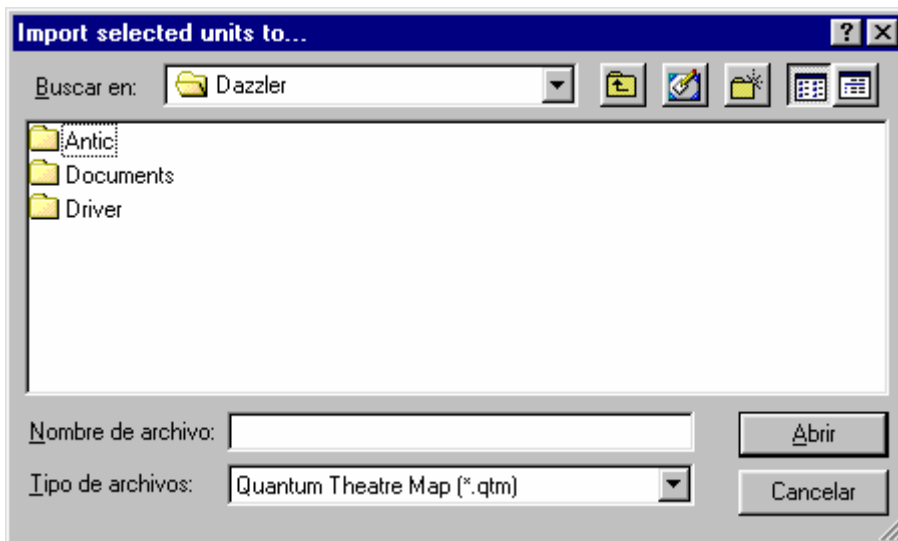 Import selected units to...
Buscar en: Dazzler
Antic
Documents
Driver
Nombre de archivo: Abrir
Tipo de archivos: Quantum Theatre Map (*.qtm) Cancelar